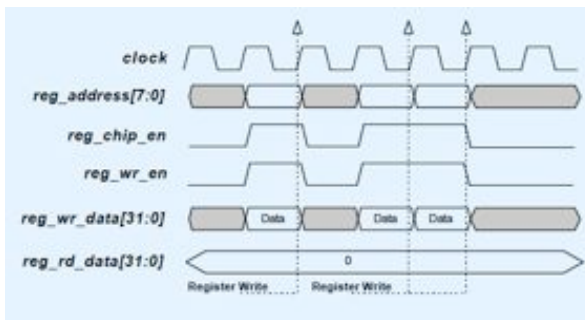 clock
reg_address[7:0]
reg_chip_en
reg_wr_en
reg_wr_data[31:0] Data Data Data
reg_rd_data[31:0] 0
Register Write Register Write